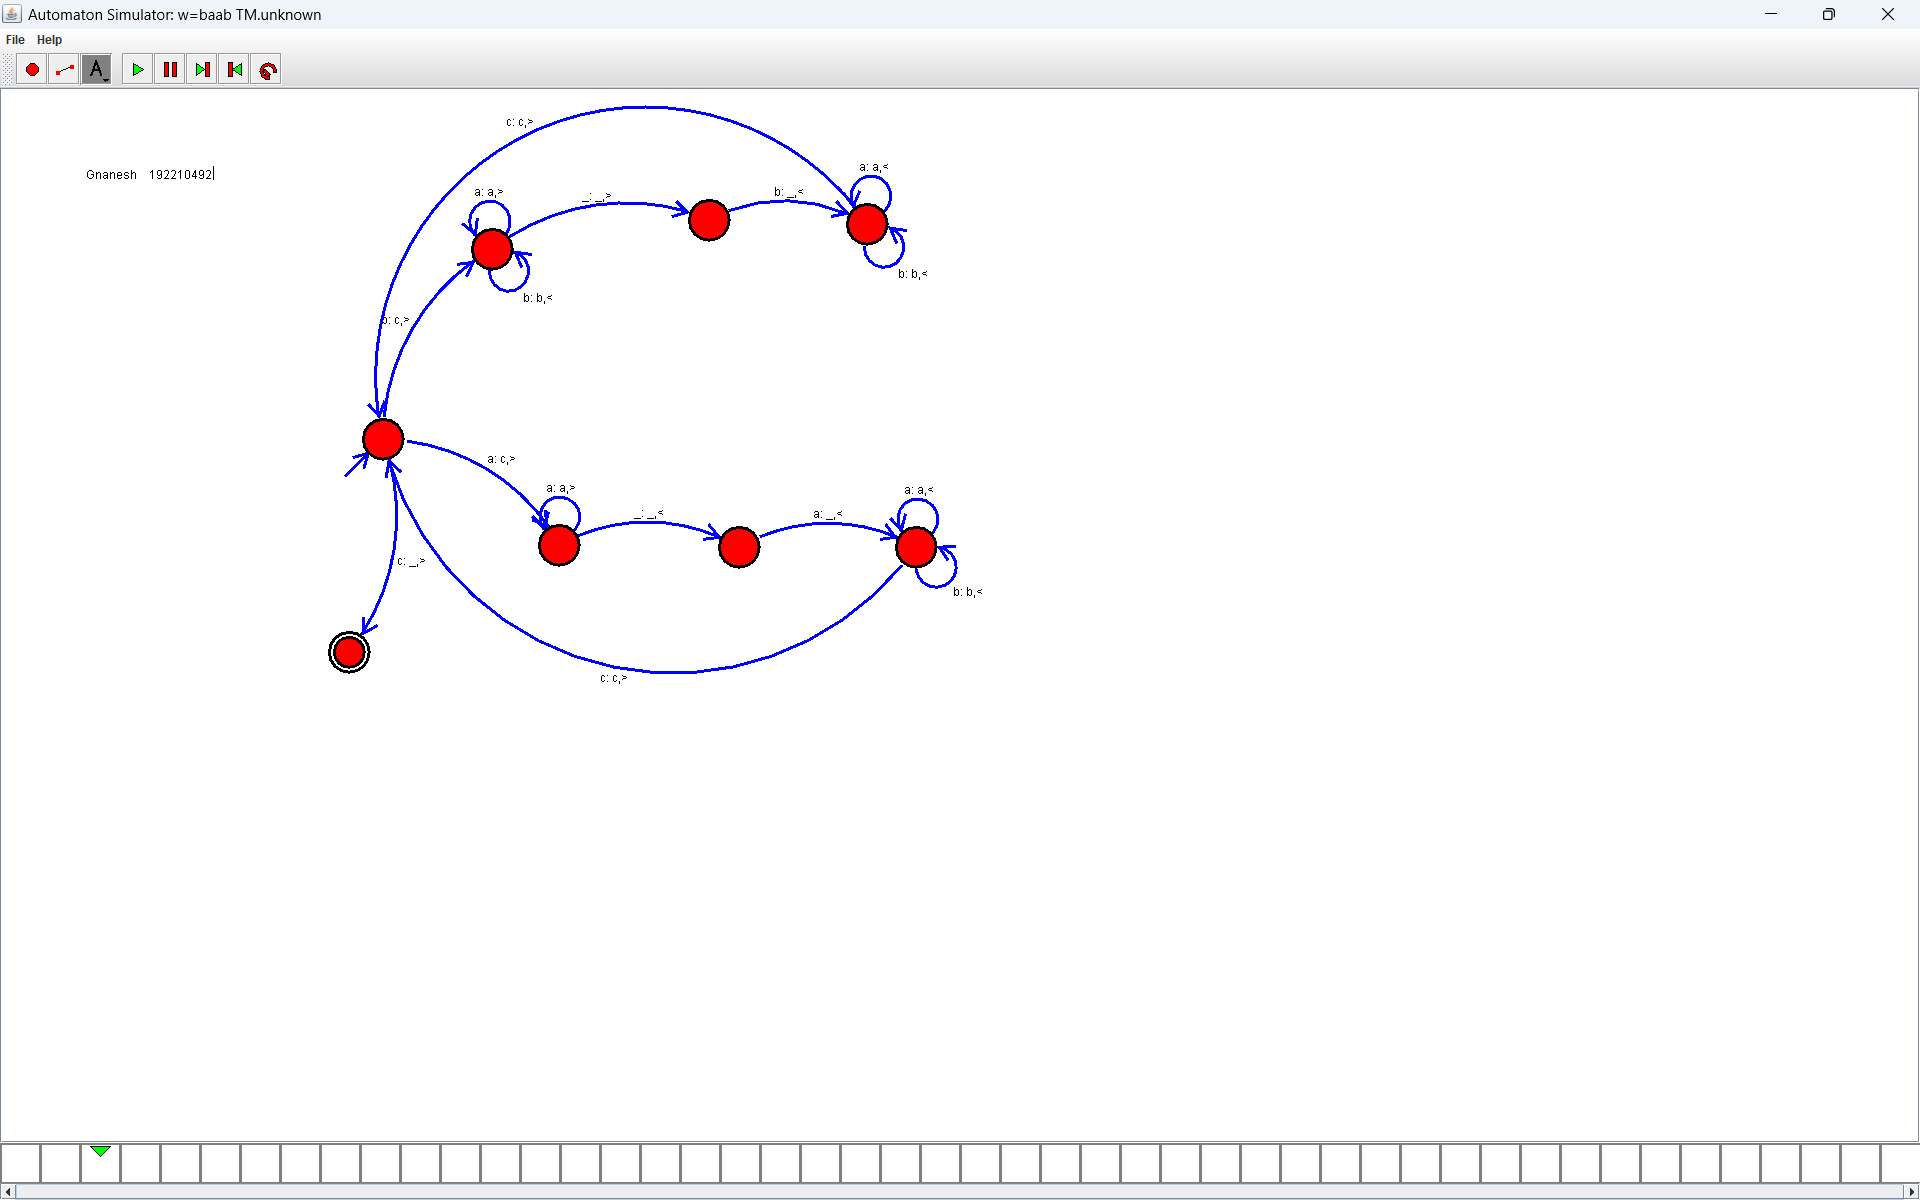 Automaton Simulator: w=baab TM.unknown
File Help
A
c: c,>
Gnanesh 192210492
a: a,>
a: a,>
_: _,>
b: _,<
b: b,<
b: b,<
b: c,>
a: c,>
a: a,>
a: a,<
_: _,<
a: _,<
c: _,>
b: b,<
c: c,>